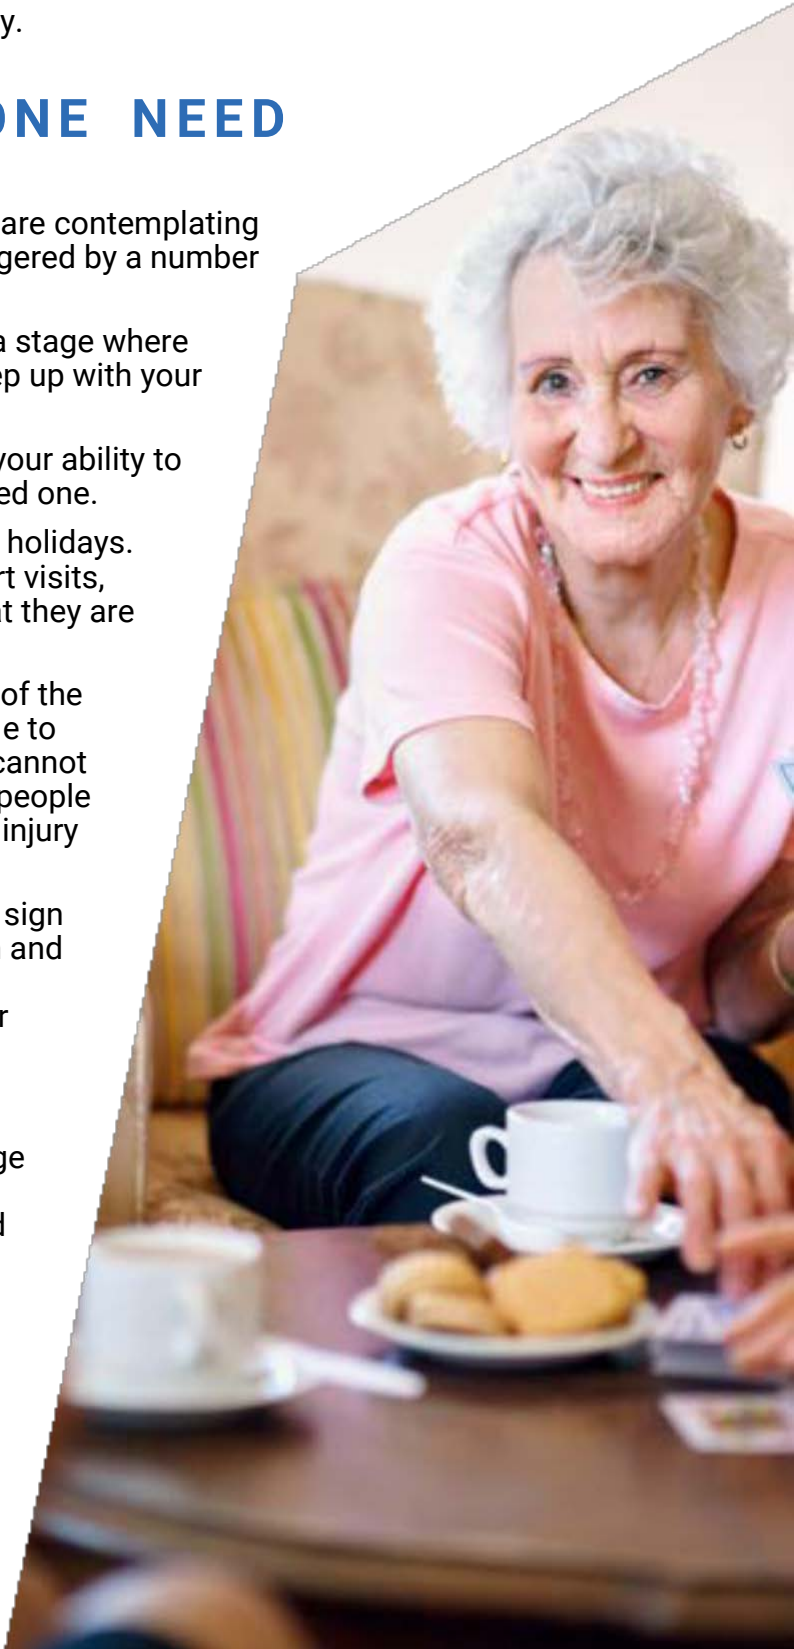 y.
ONE NEED
are contemplating
gered by a number
a stage where
ep up with your
your ability to
ed one.
holidays.
rt visits,
at they are
of the
e to
cannot
people
injury
sign
and
r
ge
d